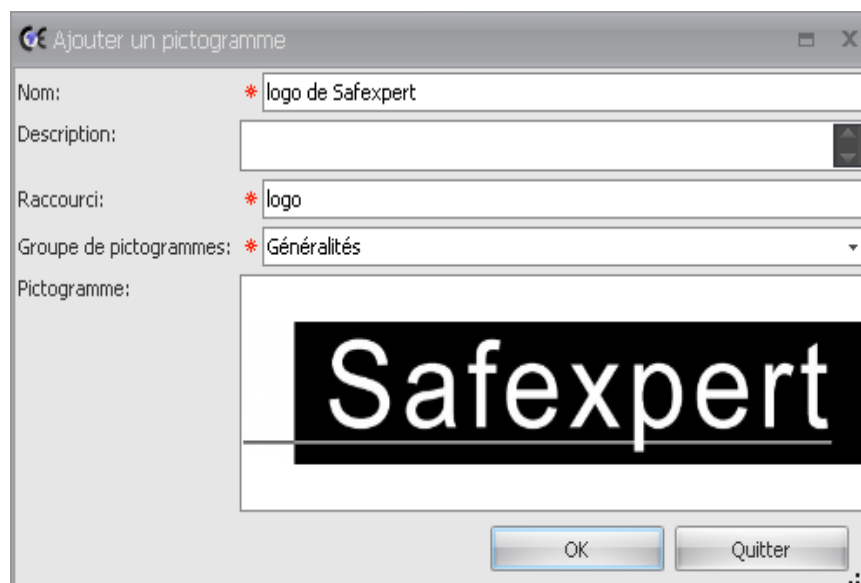 Ajouter un pictogramme
Nom: * logo de Safexpert
Description:
Raccourci: * logo
Groupe de pictogrammes: * Généralités
Pictogramme:
Safexpert
OK Quitter